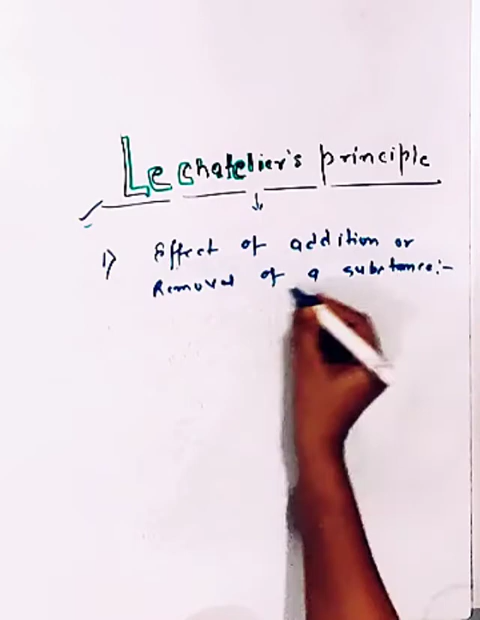 Le chatelier's principle
1) Effect of addition or
Removal of a substance:-